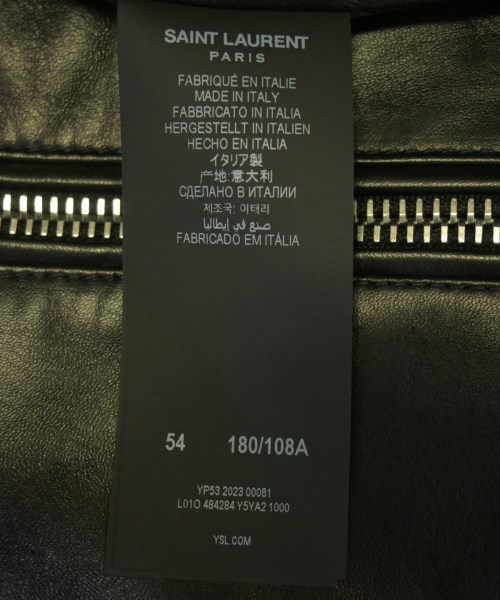 SAINT LAURENT
PARIS
FABRIQUÉ EN ITALIE
MADE IN ITALY
FABBRICATO IN ITALIA
HERGESTELLT IN ITALIEN
HECHO EN ITALIA
イタリア製
产地:意大利
СДЕЛАНО В ИТАЛИИ
제조국: 이태리
صنع في إيطاليا
FABRICADO EM ITÁLIA
54 180/108A
YP53 2023 00081
L01O 484284 Y5YA2 1000
YSL.COM